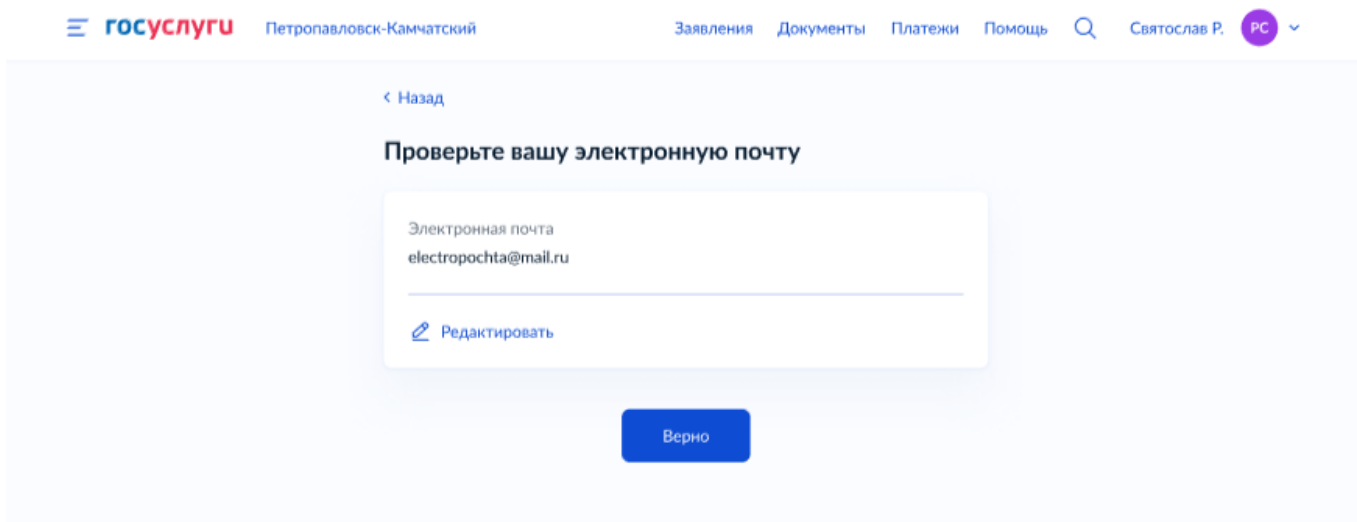 госуслуги Петропавловск-Камчатский Заявления Документы Платежи Помощь Святослав Р. РС
Назад
Проверьте вашу электронную почту
Электронная почта
electropochta@mail.ru
Редактировать
Верно